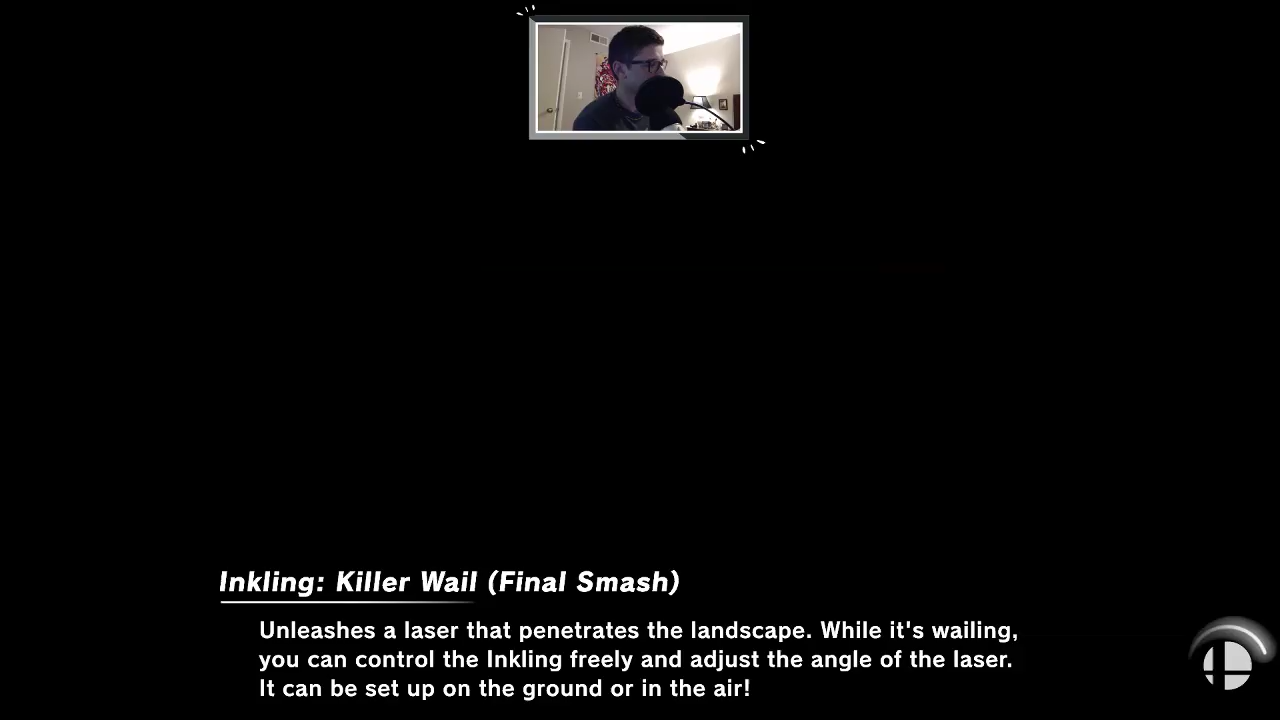 Inkling: Killer Wail (Final Smash)
Unleashes a laser that penetrates the landscape. While it's wailing,
you can control the Inkling freely and adjust the angle of the laser.
It can be set up on the ground or in the air!